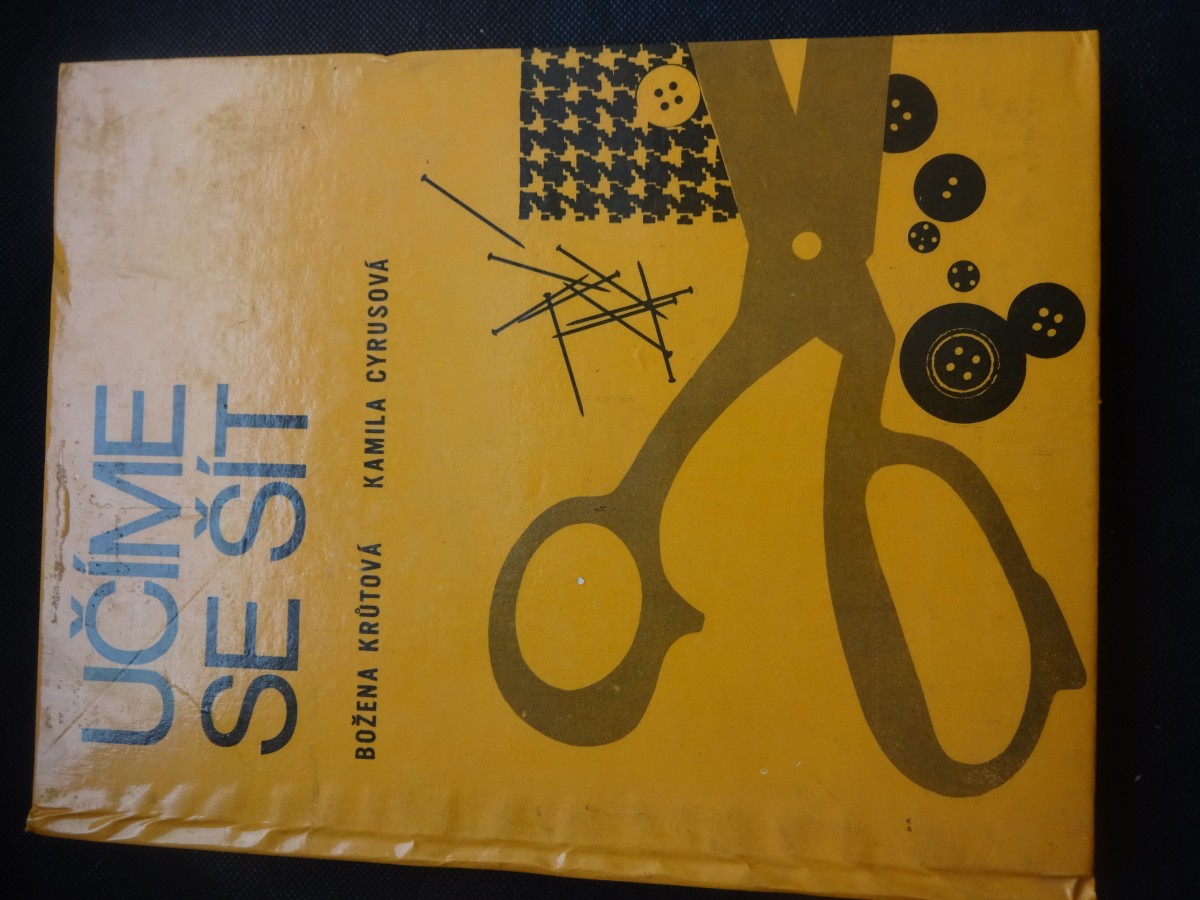 UČÍME
SE ŠÍT
BOŽENA KRŮTOVÁ KAMILA CYRUSOVÁ